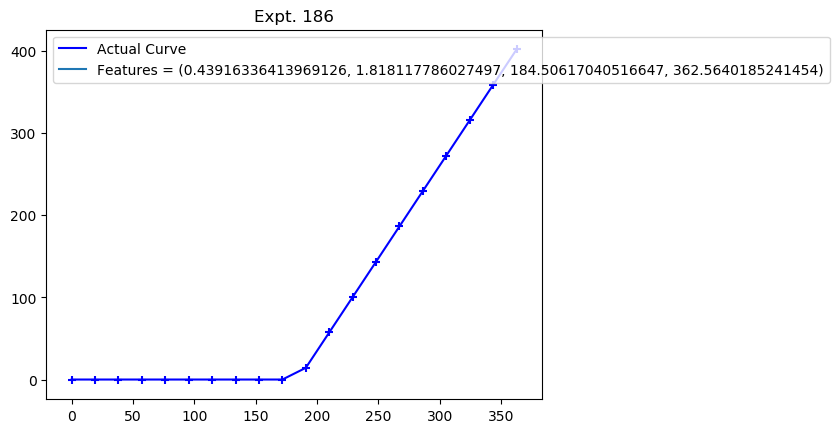 Expt. 186
Actual Curve
Features = (0.43916336413969126, 1.818117786027497, 184.50617040516647, 362.5640185241454)
400
300
200
100
0
0 50 100 150 200 250 300 350